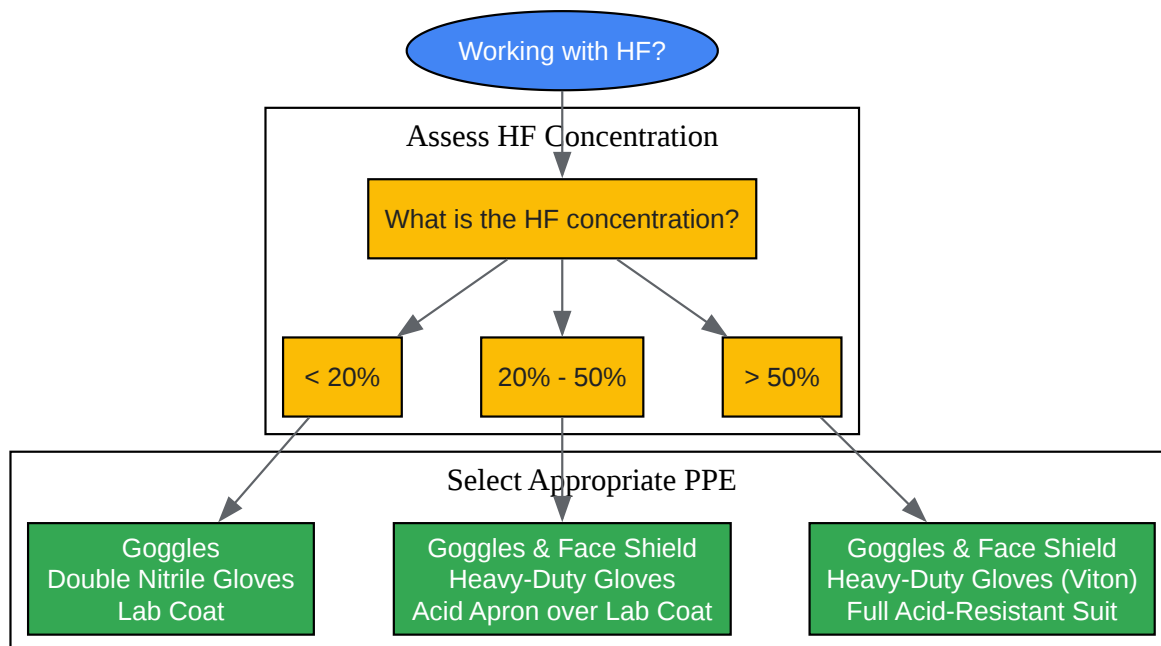 Working with HF?
Assess HF Concentration
What is the HF concentration?
< 20%
20% - 50%
> 50%
Select Appropriate PPE
Goggles
Double Nitrile Gloves
Lab Coat
Goggles & Face Shield
Heavy-Duty Gloves
Acid Apron over Lab Coat
Goggles & Face Shield
Heavy-Duty Gloves (Viton)
Full Acid-Resistant Suit